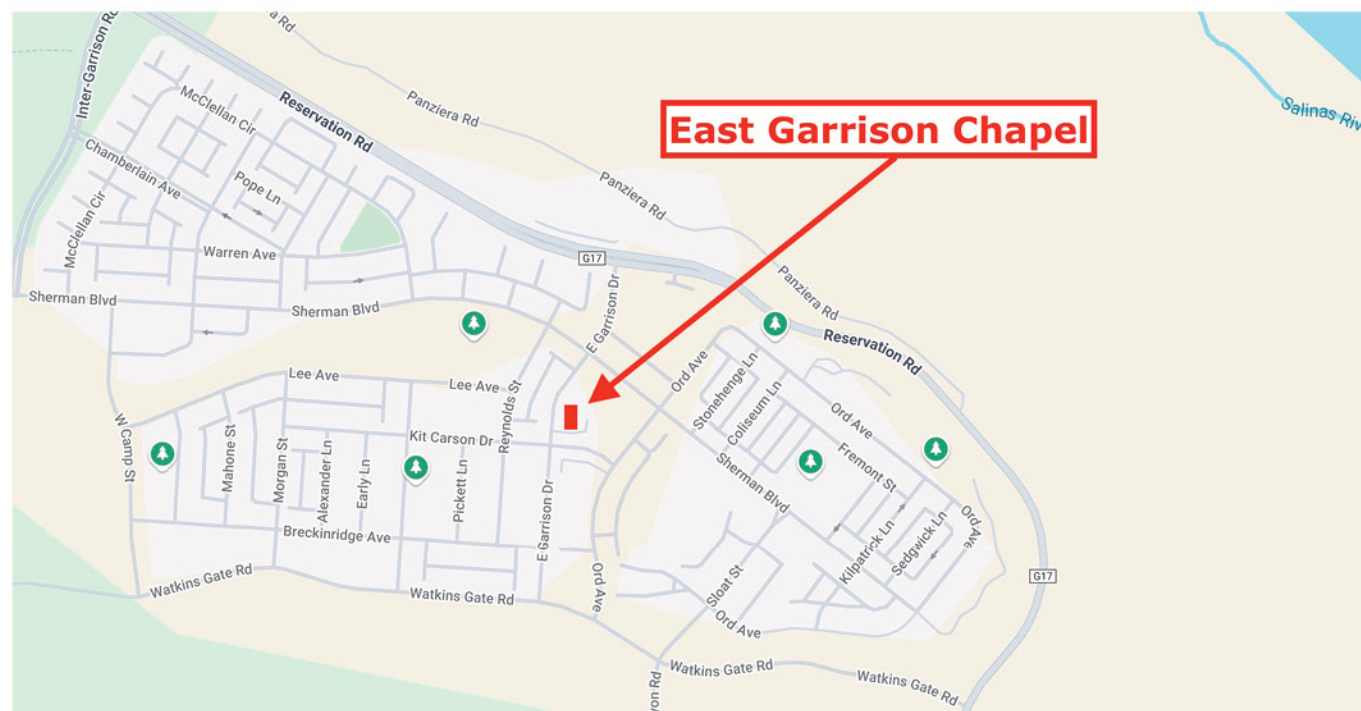 Inter-Garrison Rd
Panziera Rd
McClellan Cir
Reservation Rd
Panziera Rd
East Garrison Chapel
Salinas Riv
Chamberlain Ave
Pope Ln
Panziera Rd
McClellan Cir
Warren Ave
G17
E Garrison Dr
Panziera Rd
Sherman Blvd
Sherman Blvd
Reservation Rd
Lee Ave
Lee Ave
Reynolds St
Ord Ave
Stonehenge Ln
Coliseum Ln
Ord Ave
W Camp St
Mahone St
Morgan St
Alexander Ln
Early Ln
Kit Carson Dr
Pickett Ln
E Garrison Dr
Sherman Blvd
Fremont St
Ord Ave
Breckinridge Ave
Kilpatrick Ln
Sedgwick Ln
G17
Watkins Gate Rd
Watkins Gate Rd
Ord Ave
Sloat St
Ord Ave
Watkins Gate Rd
Watkins Gate Rd
yon Rd